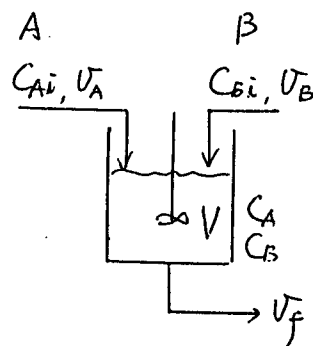 A B
C_Ai, v_A C_Bi, v_B
V C_A
C_B
v_f